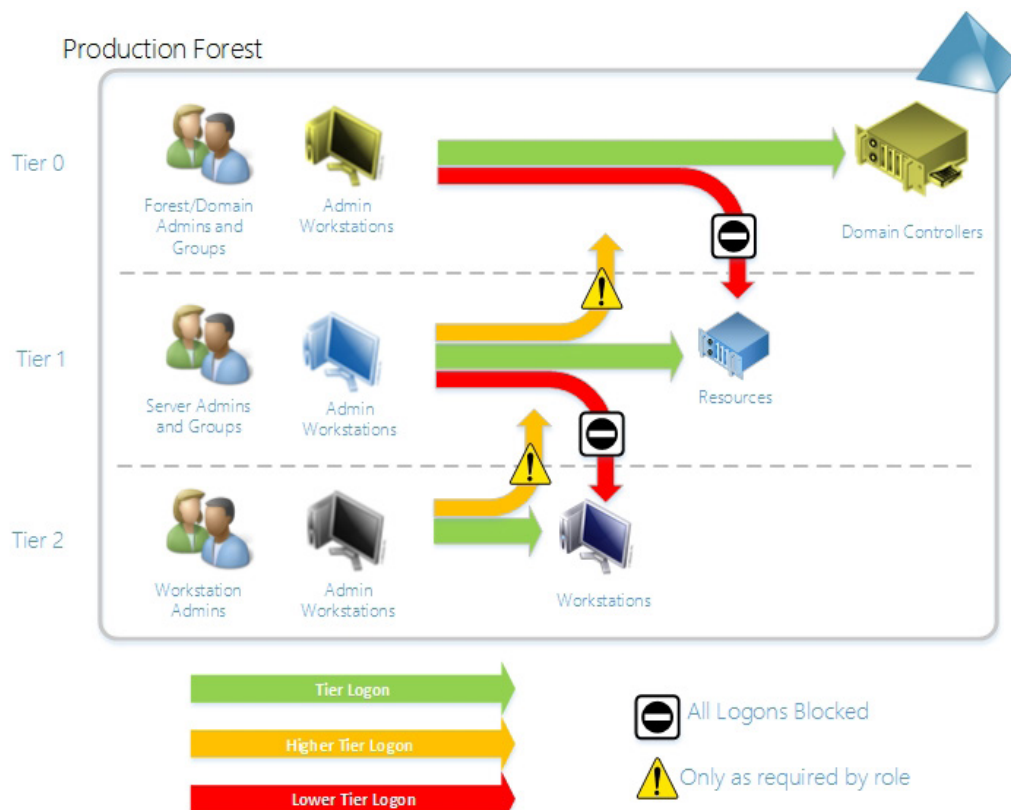 Production Forest
Tier 0
Forest/Domain
Admins and
Groups
Admin
Workstations
Domain Controllers
Tier 1
Server Admins
and Groups
Admin
Workstations
Resources
Tier 2
Workstation
Admins
Admin
Workstations
Workstations
Tier Logon
Higher Tier Logon
Lower Tier Logon
All Logons Blocked
Only as required by role